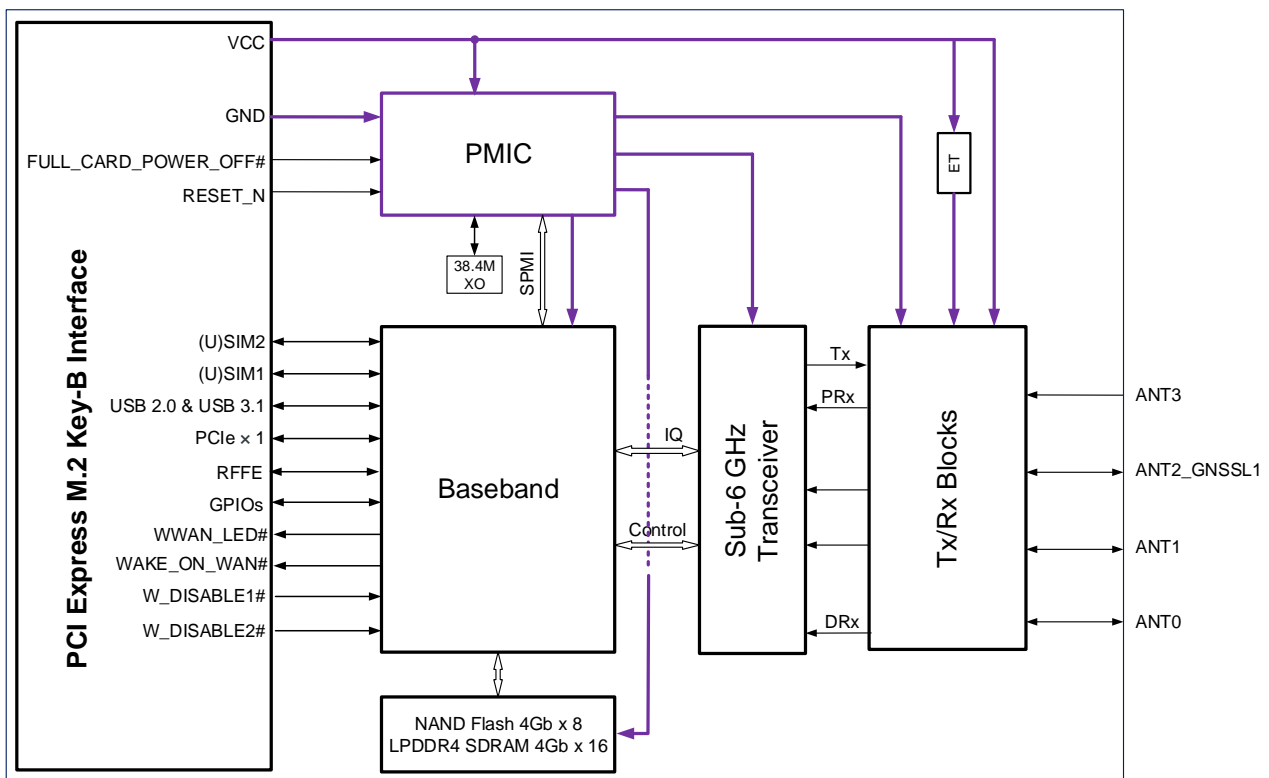 PCI Express M.2 Key-B Interface
VCC
GND
FULL_CARD_POWER_OFF#
RESET_N
(U)SIM2
(U)SIM1
USB 2.0 & USB 3.1
PCIe × 1
RFFE
GPIOs
WWAN_LED#
WAKE_ON_WAN#
W_DISABLE1#
W_DISABLE2#
PMIC
38.4M
XO
SPMI
Baseband
NAND Flash 4Gb x 8
LPDDR4 SDRAM 4Gb x 16
IQ
Control
Sub-6 GHz
Transceiver
Tx
PRx
DRx
ET
Tx/Rx Blocks
ANT3
ANT2_GNSSL1
ANT1
ANT0